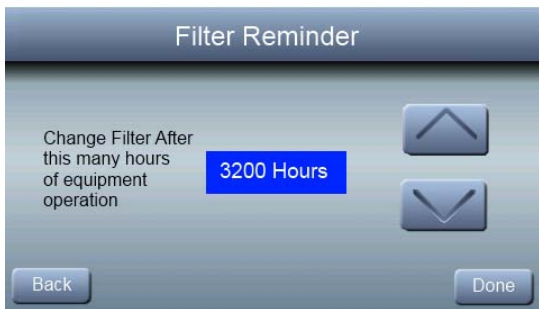 Filter Reminder
Change Filter After
this many hours
of equipment
operation
3200 Hours
Back
Done